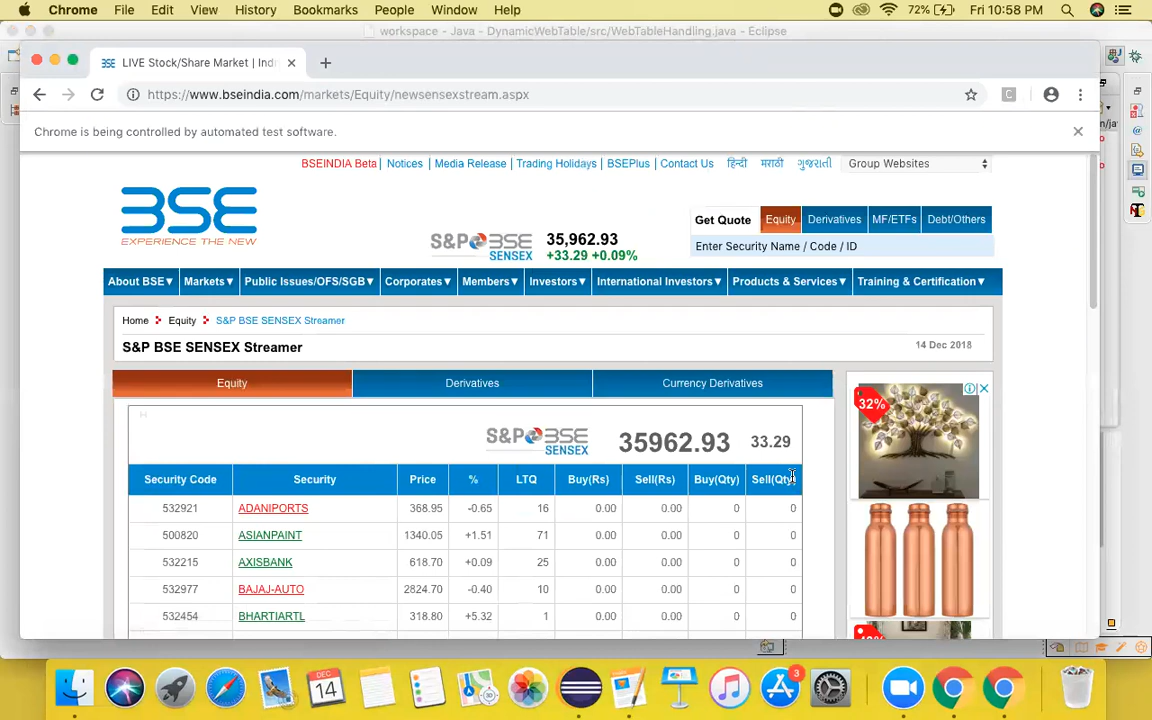 Chrome File Edit View History Bookmarks People Window Help 72% Fri 10:58 PM
workspace - Java - DynamicWebTable/src/WebTableHandling.java - Eclipse
LIVE Stock/Share Market | Ind
https://www.bseindia.com/markets/Equity/newsensexstream.aspx
Chrome is being controlled by automated test software.
BSEINDIA Beta | Notices | Media Release | Trading Holidays | BSEPlus | Contact Us हिन्दी मराठी ગુજરાતી Group Websites
BSE
EXPERIENCE THE NEW
S&P BSE SENSEX
35,962.93
+33.29 +0.09%
Get Quote Equity Derivatives MF/ETFs Debt/Others
Enter Security Name / Code / ID
About BSE▼ Markets▼ Public Issues/OFS/SGB▼ Corporates▼ Members▼ Investors▼ International Investors▼ Products & Services▼ Training & Certification▼
Home Equity S&P BSE SENSEX Streamer
S&P BSE SENSEX Streamer 14 Dec 2018
Equity Derivatives Currency Derivatives
S&P BSE SENSEX 35962.93 33.29
Security Code Security Price % LTQ Buy(Rs) Sell(Rs) Buy(Qty) Sell(Qty)
532921 ADANIPORTS 368.95 -0.65 16 0.00 0.00 0 0
500820 ASIANPAINT 1340.05 +1.51 71 0.00 0.00 0 0
532215 AXISBANK 618.70 +0.09 25 0.00 0.00 0 0
532977 BAJAJ-AUTO 2824.70 -0.40 10 0.00 0.00 0 0
532454 BHARTIARTL 318.80 +5.32 1 0.00 0.00 0 0
32%
DEC
14
3